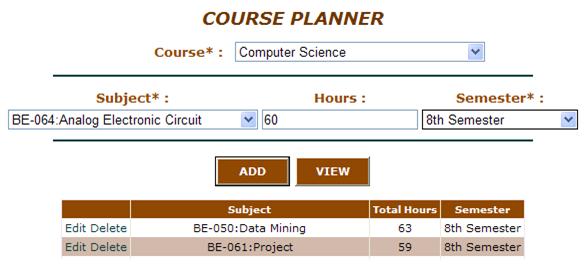 COURSE PLANNER
Course* : Computer Science
Subject* : Hours : Semester* :
BE-064:Analog Electronic Circuit 60 8th Semester
ADD VIEW
Subject Total Hours Semester
Edit Delete BE-050:Data Mining 63 8th Semester
Edit Delete BE-061:Project 59 8th Semester